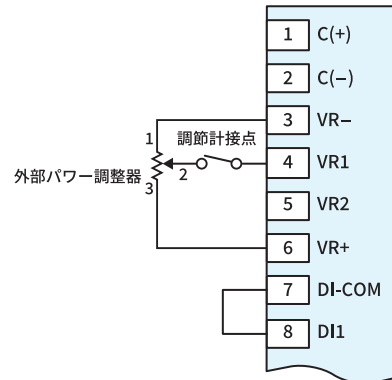 1 C(+)
2 C(−)
3 VR−
1 調節計接点
4 VR1
外部パワー調整器
2
3
5 VR2
6 VR+
7 DI-COM
8 DI1